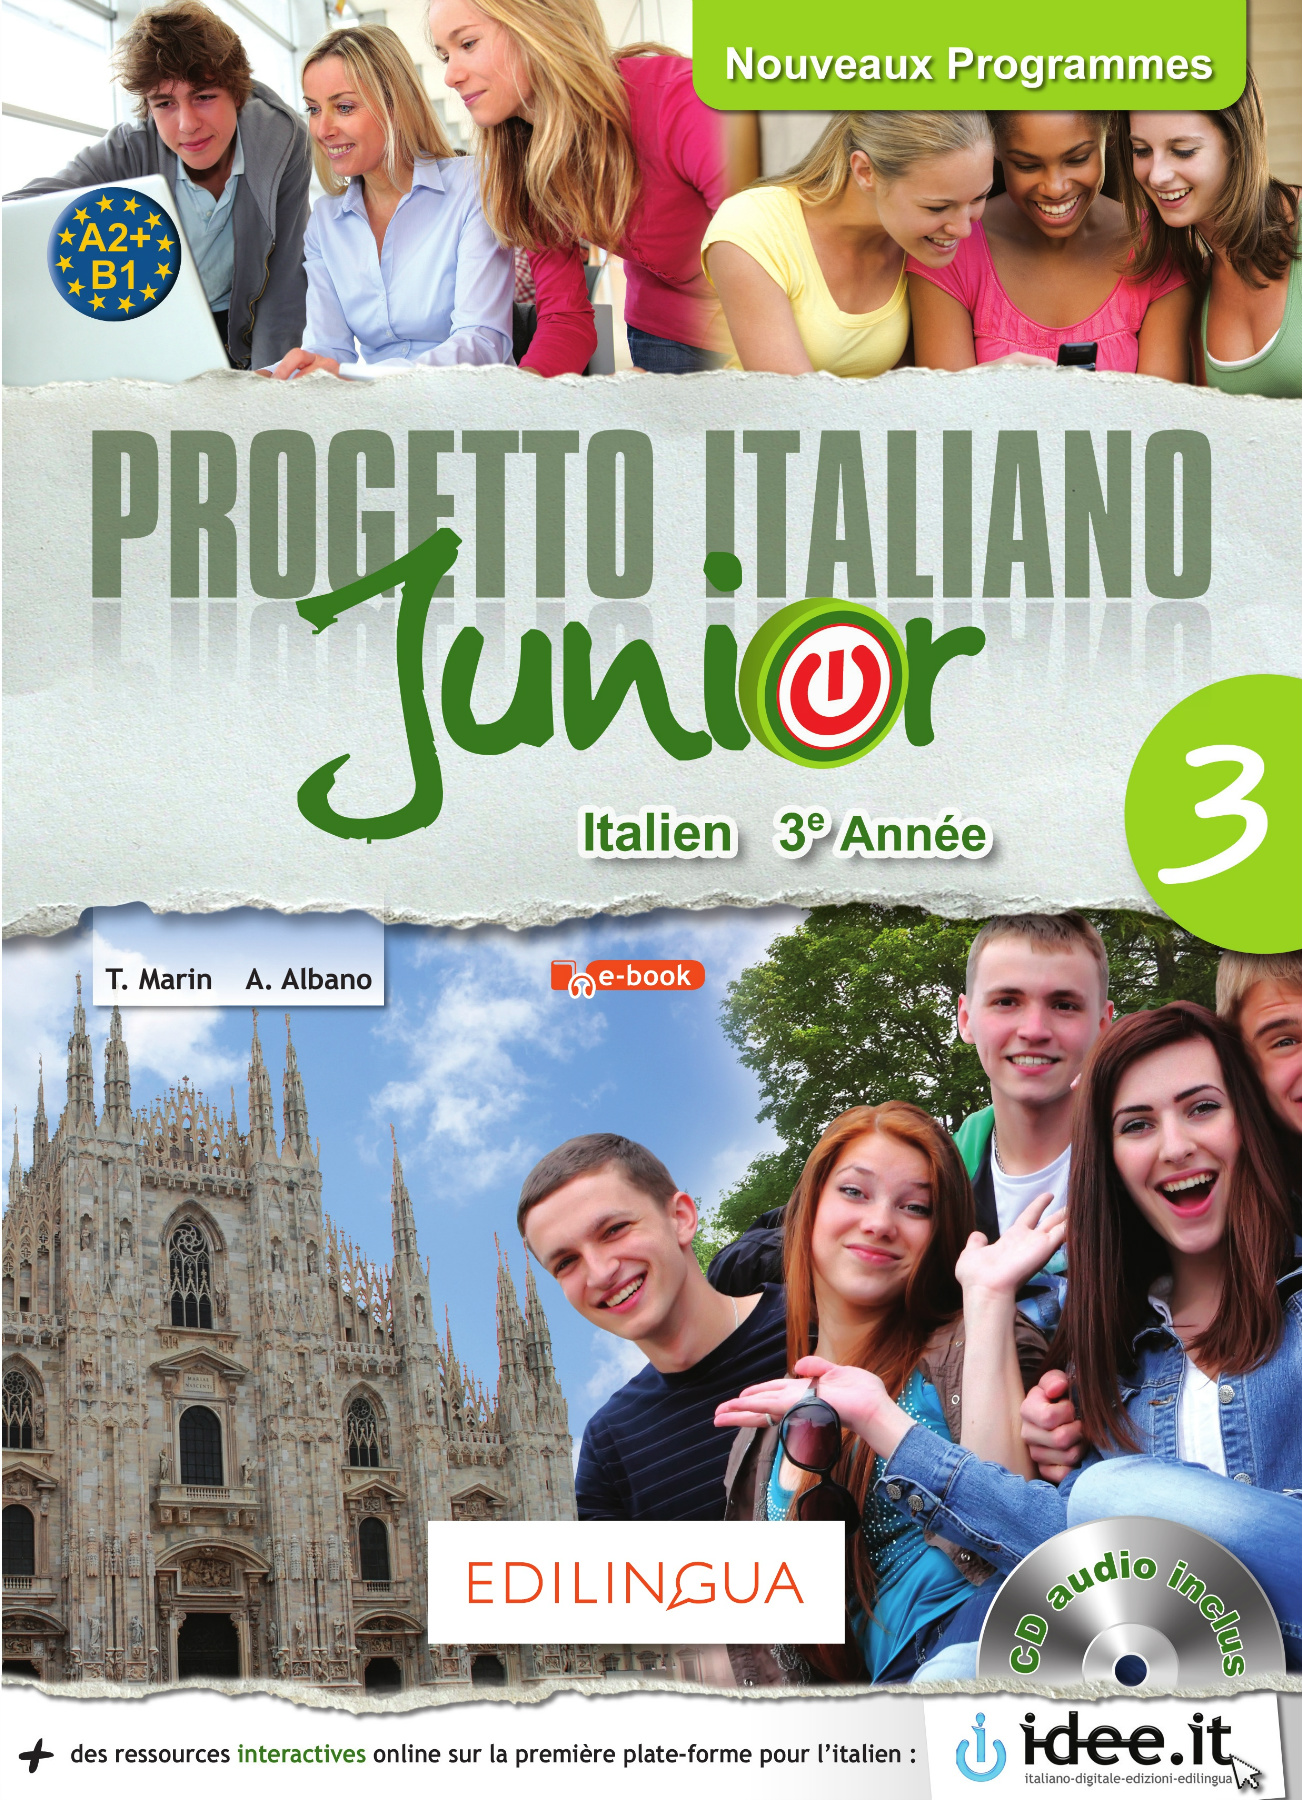 Nouveaux Programmes
A2+
B1
PROGETTO ITALIANO
Junior
3
Italien 3e Année
T. Marin A. Albano
e-book
EDILINGUA
CD audio inclus
+ des ressources interactives online sur la première plate-forme pour l'italien :
idee.it
italiano-digitale-edizioni-edilingua